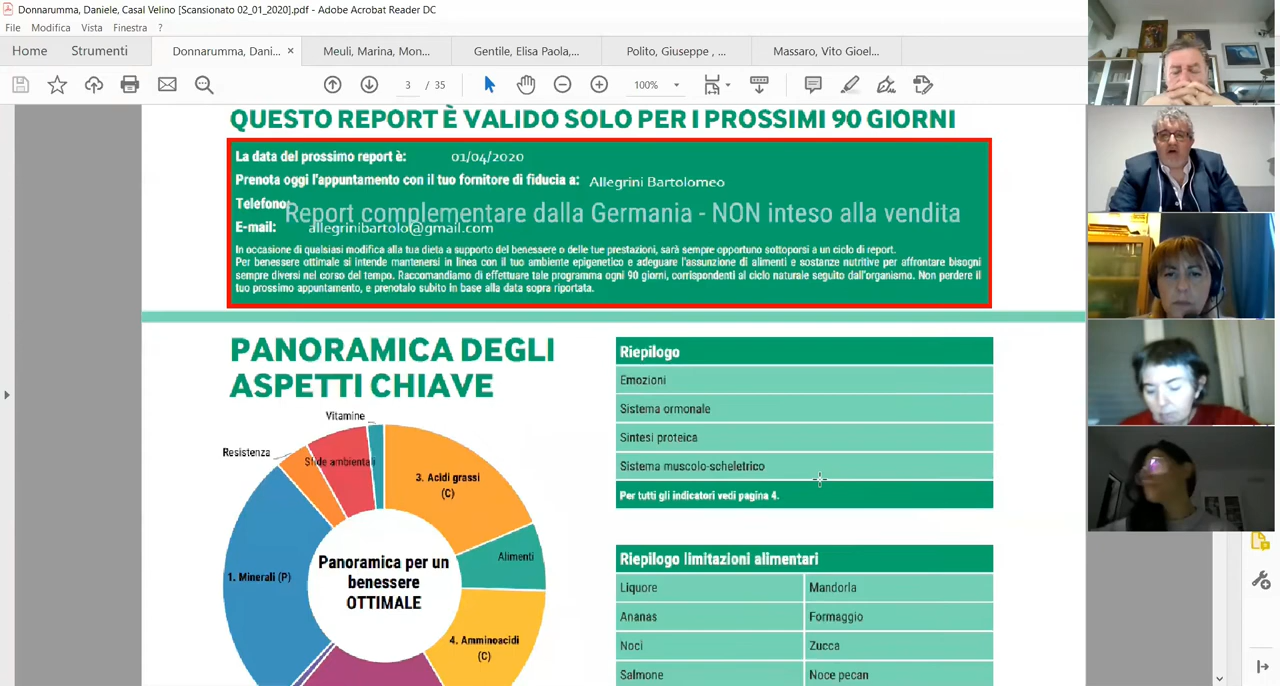 Donnarumma, Daniele, Casal Velino [Scansionato 02_01_2020].pdf - Adobe Acrobat Reader DC
File Modifica Vista Finestra ?
Home Strumenti Donnarumma, Dani... × Meuli, Marina, Mon... Gentile, Elisa Paola,... Polito, Giuseppe , ... Massaro, Vito Gioel...
3 / 35 100%
QUESTO REPORT È VALIDO SOLO PER I PROSSIMI 90 GIORNI
La data del prossimo report è: 01/04/2020
Prenota oggi l'appuntamento con il tuo fornitore di fiducia a: Allegrini Bartolomeo
Telefono:
Report complementare dalla Germania - NON inteso alla vendita
E-mail: allegrinibartolo@gmail.com
In occasione di qualsiasi modifica alla tua dieta a supporto del benessere o delle tue prestazioni, sarà sempre opportuno sottoporsi a un ciclo di report.
Per benessere ottimale si intende mantenersi in linea con il tuo ambiente epigenetico e adeguare l'assunzione di alimenti e sostanze nutritive per affrontare bisogni
sempre diversi nel corso del tempo. Raccomandiamo di effettuare tale programma ogni 90 giorni, corrispondenti al ciclo naturale seguito dall'organismo. Non perdere il
tuo prossimo appuntamento, e prenotalo subito in base alla data sopra riportata.
PANORAMICA DEGLI
ASPETTI CHIAVE
Vitamine
Resistenza
Sfide ambientali
3. Acidi grassi
(C)
Alimenti
1. Minerali (P)
Panoramica per un
benessere
OTTIMALE
4. Amminoacidi
(C)
Riepilogo
Emozioni
Sistema ormonale
Sintesi proteica
Sistema muscolo-scheletrico
Per tutti gli indicatori vedi pagina 4.
Riepilogo limitazioni alimentari
Liquore Mandorla
Ananas Formaggio
Noci Zucca
Salmone Noce pecan